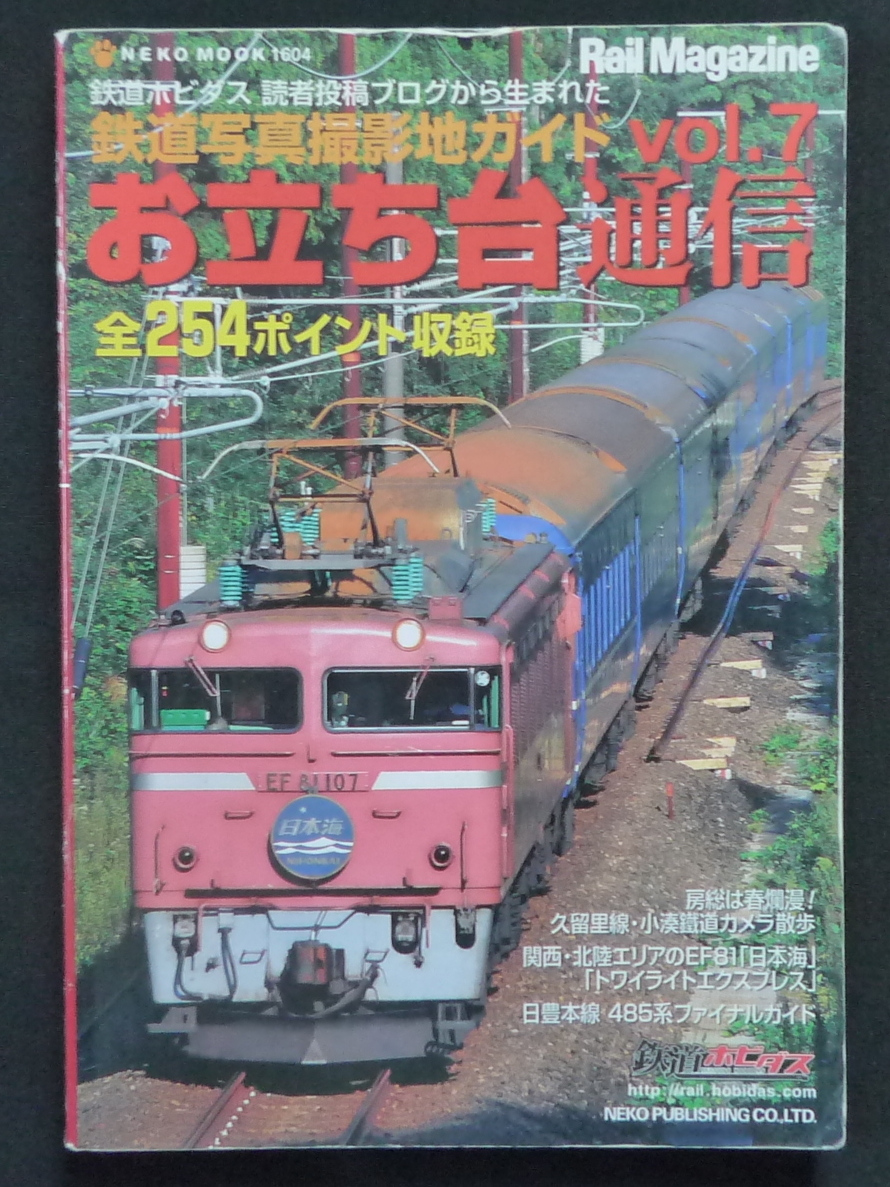 NEKO MOOK 1604
Rail Magazine
鉄道ホビダス 読者投稿ブログから生まれた
鉄道写真撮影地ガイド vol.7
お立ち台通信
全254ポイント収録
EF 81 107
日本海
NIHONKAI
房総は春爛漫!
久留里線・小湊鐵道カメラ散歩
関西・北陸エリアのEF81「日本海」
「トワイライトエクスプレス」
日豊本線 485系ファイナルガイド
鉄道ホビダス
http://rail.hobidas.com
NEKO PUBLISHING CO.,LTD.